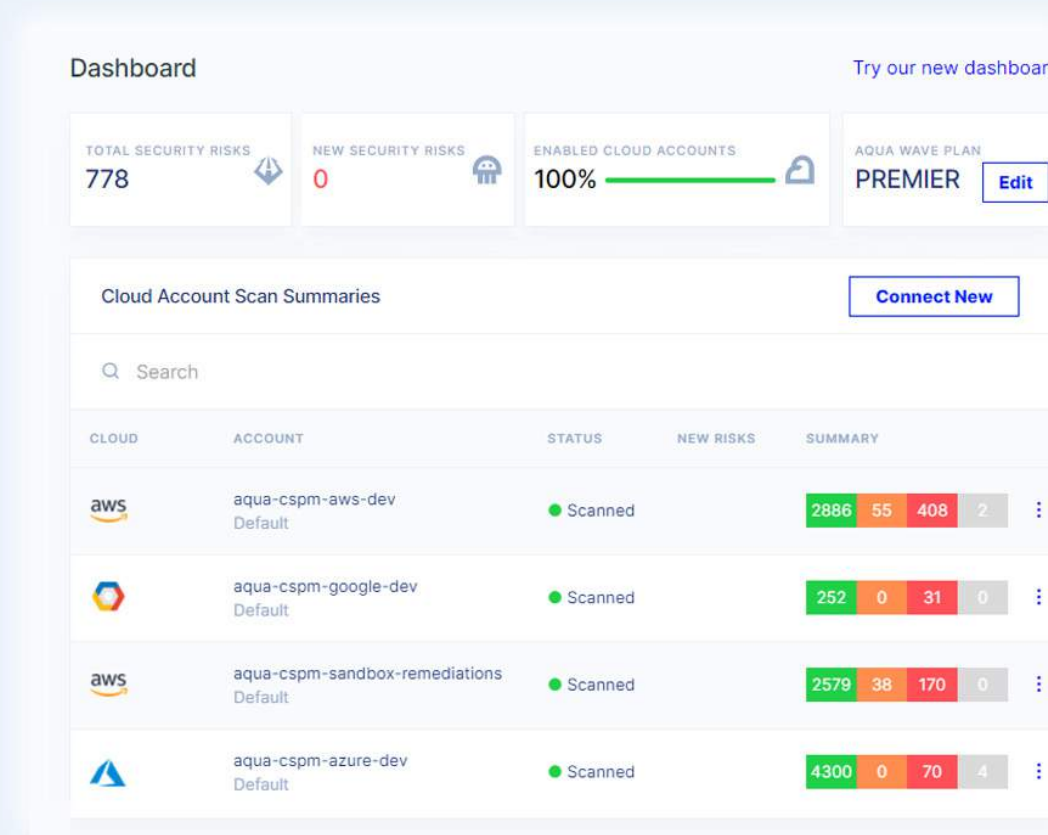 Dashboard
Try our new dashboar
TOTAL SECURITY RISKS
778
NEW SECURITY RISKS
0
ENABLED CLOUD ACCOUNTS
100%
AQUA WAVE PLAN
PREMIER
Edit
Cloud Account Scan Summaries
Connect New
Search
CLOUD ACCOUNT STATUS NEW RISKS SUMMARY
aws aqua-cspm-aws-dev Scanned 2886 55 408 2
Default
aqua-cspm-google-dev Scanned 252 0 31 0
Default
aws aqua-cspm-sandbox-remediations Scanned 2579 38 170 0
Default
aqua-cspm-azure-dev Scanned 4300 0 70 4
Default